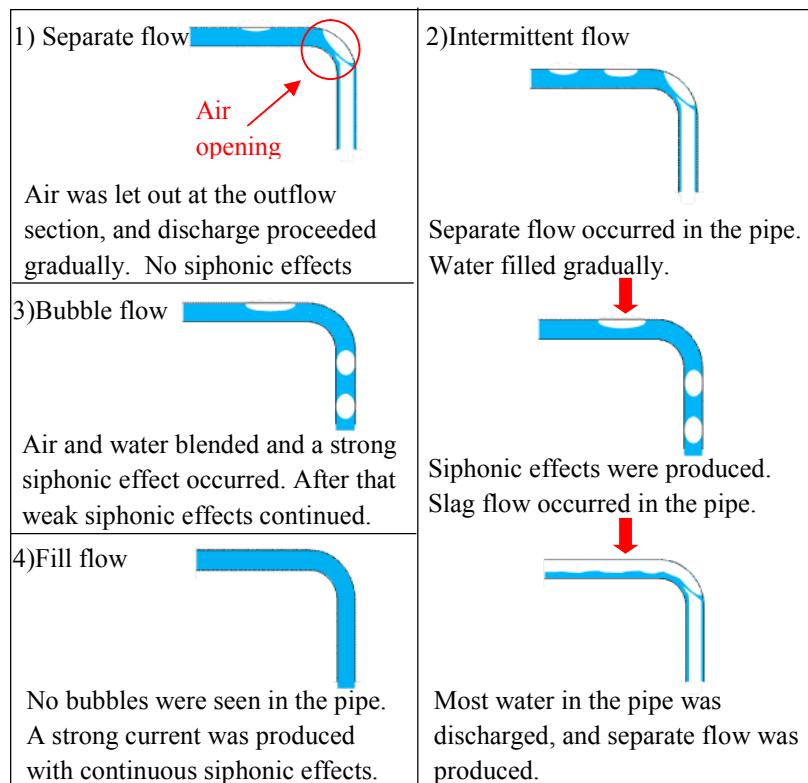 1) Separate flow
Air
opening
Air was let out at the outflow
section, and discharge proceeded
gradually. No siphonic effects
2)Intermittent flow
Separate flow occurred in the pipe.
Water filled gradually.
Siphonic effects were produced.
Slag flow occurred in the pipe.
Most water in the pipe was
discharged, and separate flow was
produced.
3)Bubble flow
Air and water blended and a strong
siphonic effect occurred. After that
weak siphonic effects continued.
4)Fill flow
No bubbles were seen in the pipe.
A strong current was produced
with continuous siphonic effects.